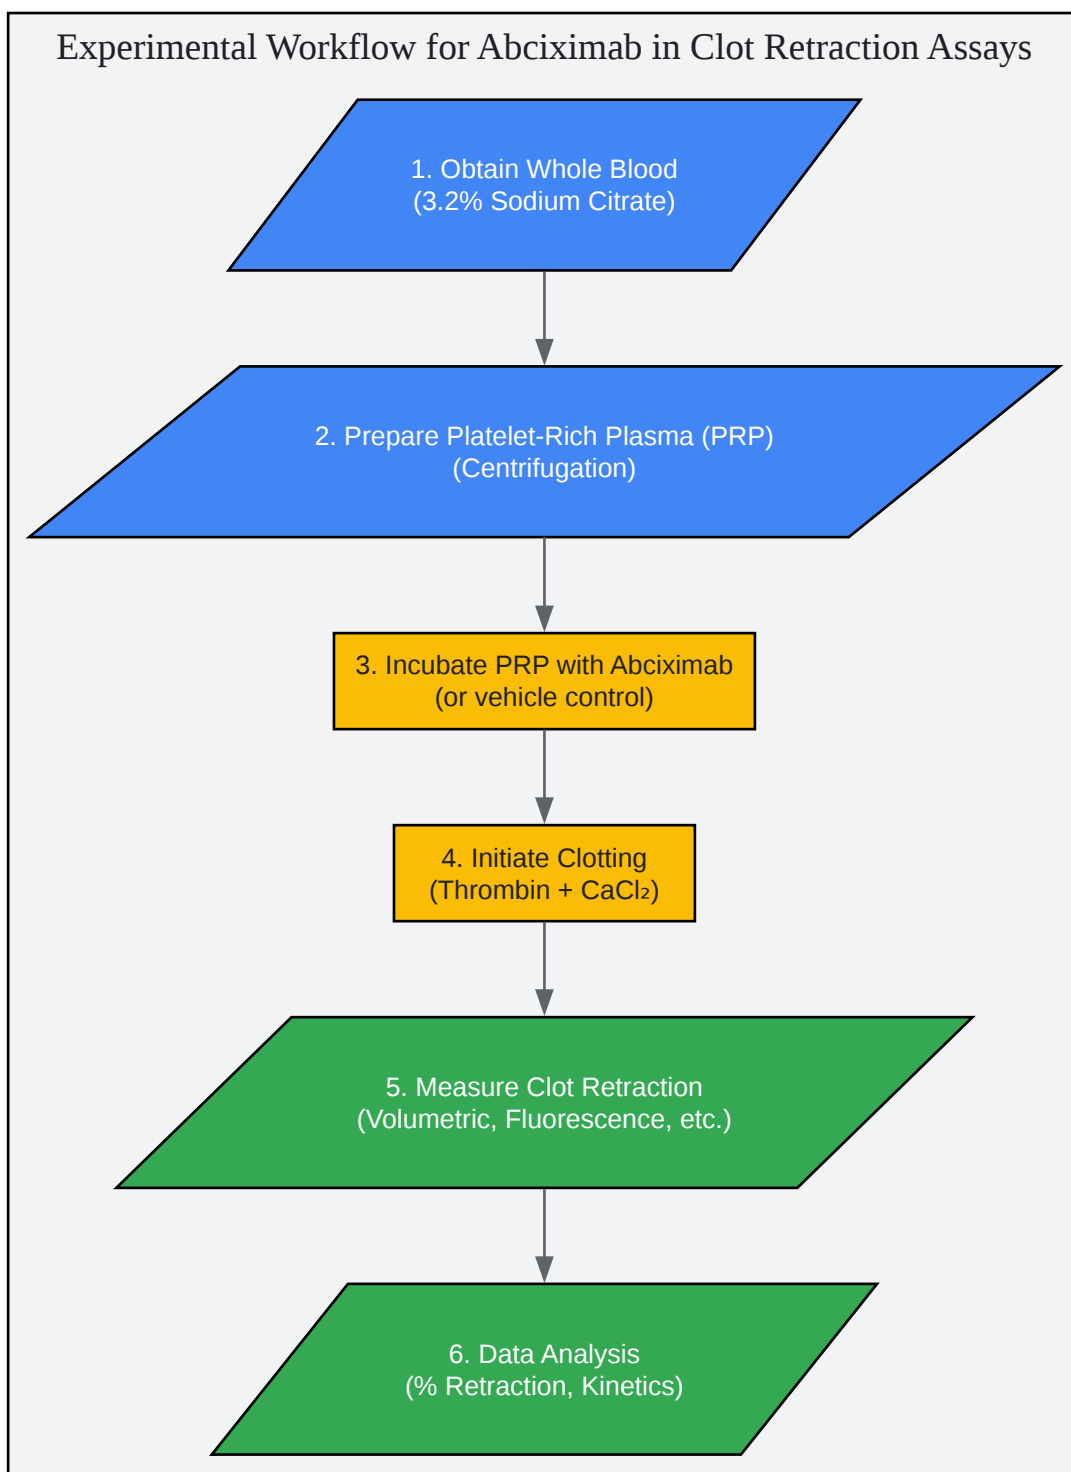 Experimental Workflow for Abciximab in Clot Retraction Assays
1. Obtain Whole Blood
(3.2% Sodium Citrate)
2. Prepare Platelet-Rich Plasma (PRP)
(Centrifugation)
3. Incubate PRP with Abciximab
(or vehicle control)
4. Initiate Clotting
(Thrombin + CaCl₂)
5. Measure Clot Retraction
(Volumetric, Fluorescence, etc.)
6. Data Analysis
(% Retraction, Kinetics)